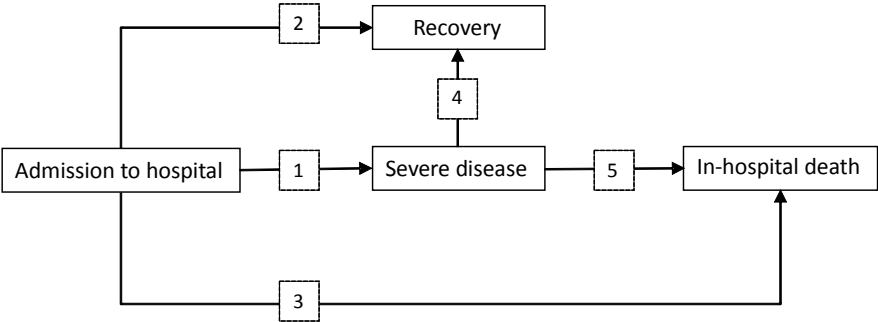 2
Recovery
4
Admission to hospital
1
Severe disease
5
In-hospital death
3